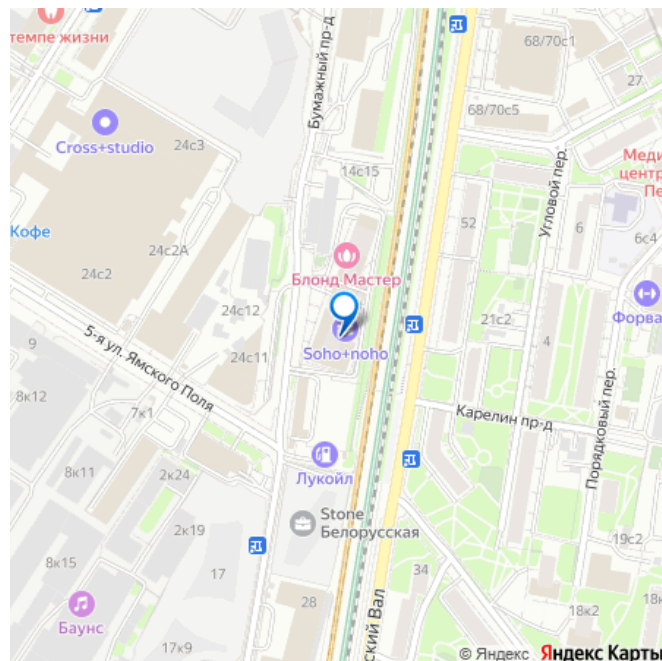 темпе жизни
68/70с1
27
Бумажный пр-д
68/70с5
Cross+studio
24с3
14с15
Меди
центр
Пе
Угловой пер.
Кофе
24с2А
52
6
6с4
24с2
Блонд Мастер
24с12
21с2
Форва
5-я ул. Ямского Поля
9
24с11
Soho+noho
4
8к12
7к1
Карелин пр-д
Порядковый пер.
8к11
2к24
Лукойл
2к19
Stone
Белорусская
19с2
8к15
17
34
Баунс
28
ский Вал
18к2
18к
17к9
© Яндекс Яндекс Карты